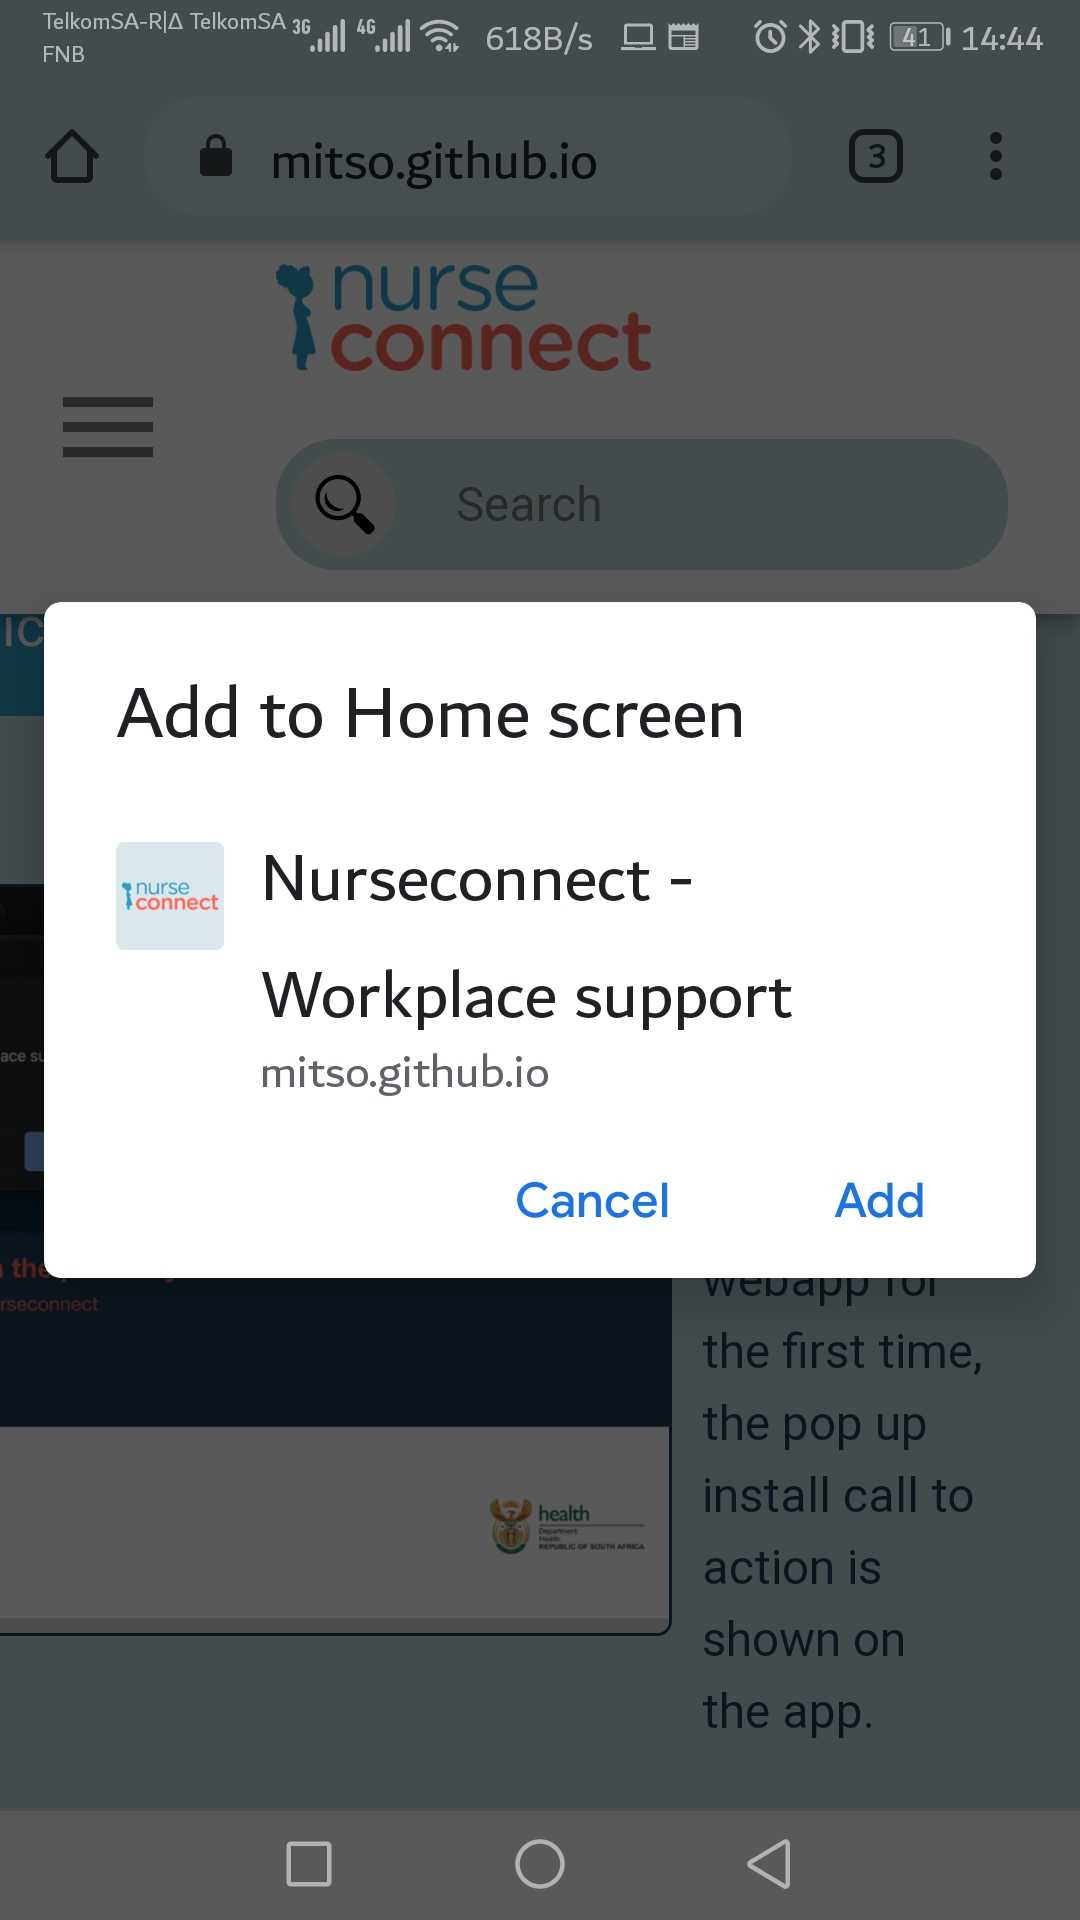 TelkomSA-R|Δ TelkomSA 3G 4G 618B/s 41 14:44
FNB
mitso.github.io 3
nurse
connect
Search
IC
Add to Home screen
nurse
connect
Nurseconnect -
Workplace support
mitso.github.io
ace su
Cancel Add
the
rseconnect
webapp for
the first time,
the pop up
install call to
action is
shown on
the app.
health
Department:
Health
REPUBLIC OF SOUTH AFRICA